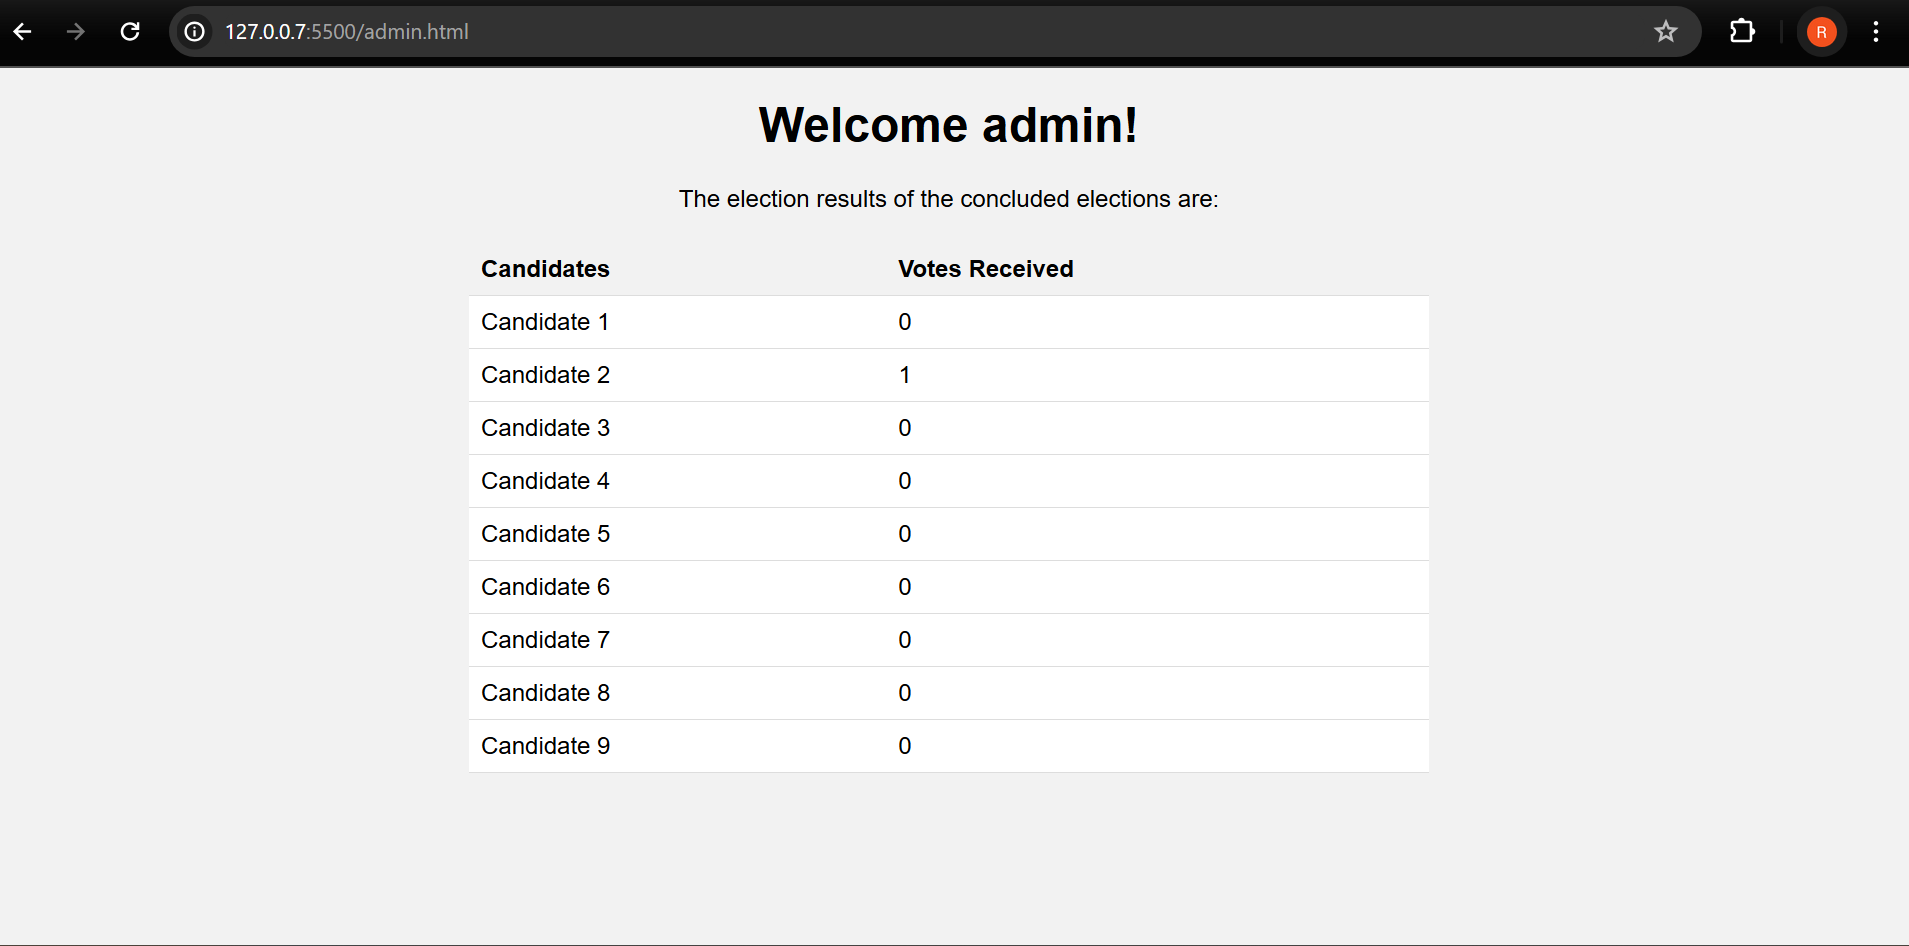 127.0.0.7:5500/admin.html
R
Welcome admin!
The election results of the concluded elections are:
Candidates Votes Received
Candidate 1 0
Candidate 2 1
Candidate 3 0
Candidate 4 0
Candidate 5 0
Candidate 6 0
Candidate 7 0
Candidate 8 0
Candidate 9 0